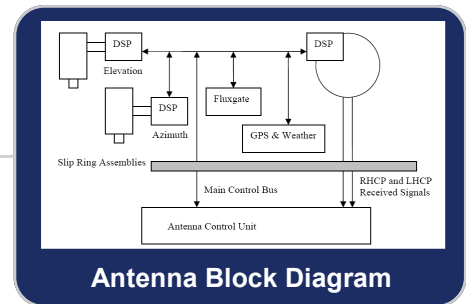 DSP
DSP
Elevation
DSP
Fluxgate
Azimuth
GPS & Weather
Slip Ring Assemblies
RHCP and LHCP
Received Signals
Main Control Bus
Antenna Control Unit
Antenna Block Diagram